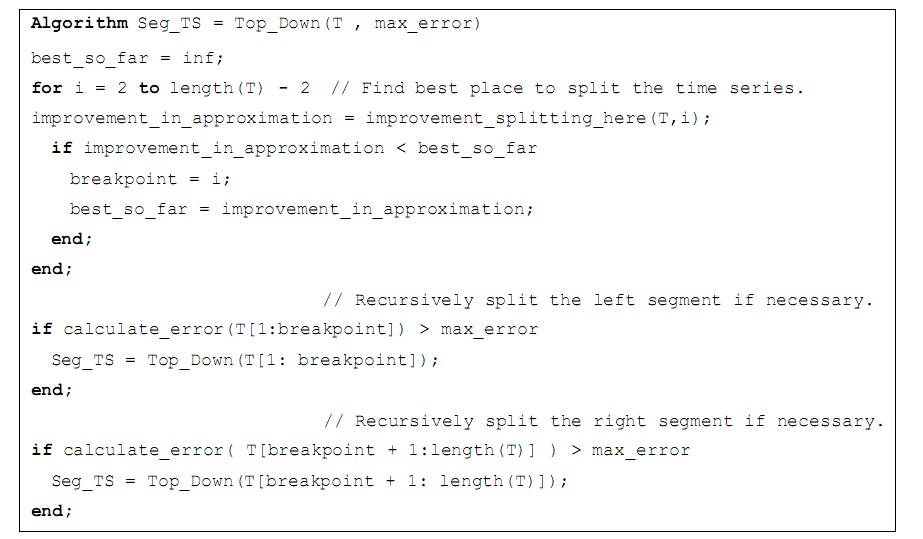 Algorithm Seg_TS = Top_Down(T , max_error)
best_so_far = inf;
for i = 2 to length(T) - 2 // Find best place to split the time series.
improvement_in_approximation = improvement_splitting_here(T,i);
if improvement_in_approximation < best_so_far
breakpoint = i;
best_so_far = improvement_in_approximation;
end;
end;
// Recursively split the left segment if necessary.
if calculate_error(T[1:breakpoint]) > max_error
Seg_TS = Top_Down(T[1: breakpoint]);
end;
// Recursively split the right segment if necessary.
if calculate_error( T[breakpoint + 1:length(T)] ) > max_error
Seg_TS = Top_Down(T[breakpoint + 1: length(T)]);
end;